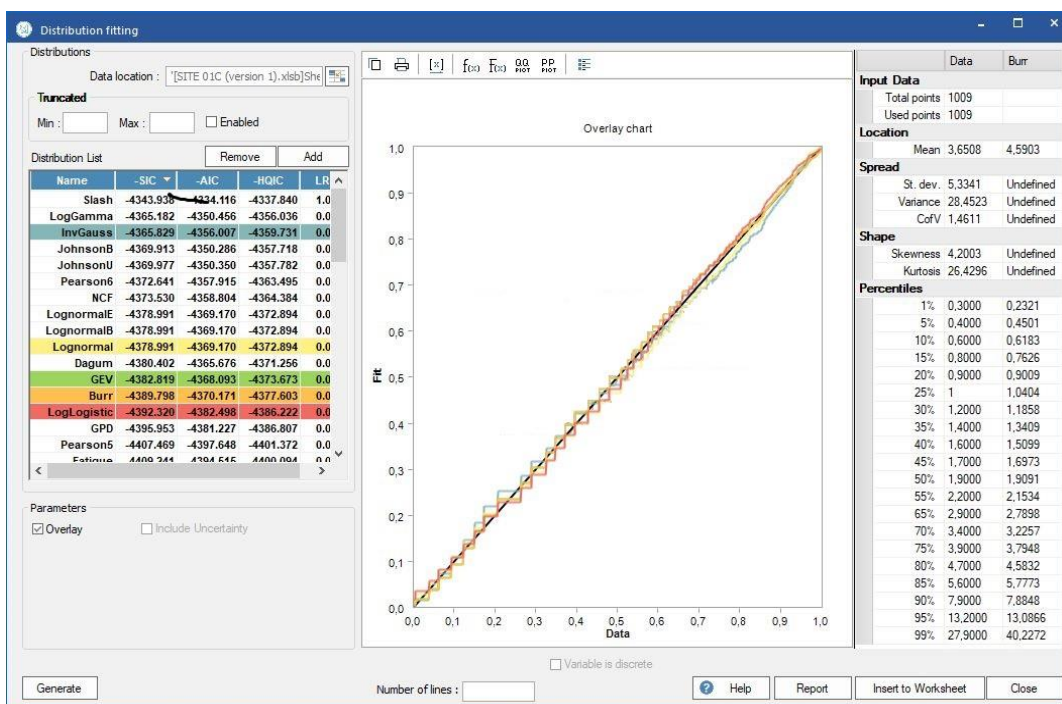 Distribution fitting
Distributions
Data location : '[SITE 01C (version 1).xlsb]She
Truncated
Min : Max : Enabled
Distribution List Remove Add
Name -SIC -AIC -HQIC LR
Slash -4343.938 -4334.116 -4337.840 1.0
LogGamma -4365.182 -4350.456 -4356.036 0.0
InvGauss -4365.829 -4356.007 -4359.731 0.0
JohnsonB -4369.913 -4350.286 -4357.718 0.0
JohnsonU -4369.977 -4350.350 -4357.782 0.0
Pearson6 -4372.641 -4357.915 -4363.495 0.0
NCF -4373.530 -4358.804 -4364.384 0.0
LognormalE -4378.991 -4369.170 -4372.894 0.0
LognormalB -4378.991 -4369.170 -4372.894 0.0
Lognormal -4378.991 -4369.170 -4372.894 0.0
Dagum -4380.402 -4365.676 -4371.256 0.0
GEV -4382.819 -4368.093 -4373.673 0.0
Burr -4389.798 -4370.171 -4377.603 0.0
LogLogistic -4392.320 -4382.498 -4386.222 0.0
GPD -4395.953 -4381.227 -4386.807 0.0
Pearson5 -4407.469 -4397.648 -4401.372 0.0
Fatigue -4409.341 -4394.615 -4400.094 0.0
Parameters
Overlay Include Uncertainty
Generate
[x] f(x) F(x) QQ PLOT PP PLOT
Overlay chart
Fit
1,0
0,9
0,8
0,7
0,6
0,5
0,4
0,3
0,2
0,1
0,0
0,0 0,1 0,2 0,3 0,4 0,5 0,6 0,7 0,8 0,9 1,0
Data
Variable is discrete
Number of lines :
? Help Report Insert to Worksheet Close
Data Burr
Input Data
Total points 1009
Used points 1009
Location
Mean 3,6508 4,5903
Spread
St. dev. 5,3341 Undefined
Variance 28,4523 Undefined
CofV 1,4611 Undefined
Shape
Skewness 4,2003 Undefined
Kurtosis 26,4296 Undefined
Percentiles
1% 0,3000 0,2321
5% 0,4000 0,4501
10% 0,6000 0,6183
15% 0,8000 0,7626
20% 0,9000 0,9009
25% 1 1,0404
30% 1,2000 1,1858
35% 1,4000 1,3409
40% 1,6000 1,5099
45% 1,7000 1,6973
50% 1,9000 1,9091
55% 2,2000 2,1534
65% 2,9000 2,7898
70% 3,4000 3,2257
75% 3,9000 3,7948
80% 4,7000 4,5832
85% 5,6000 5,7773
90% 7,9000 7,8848
95% 13,2000 13,0866
99% 27,9000 40,2272